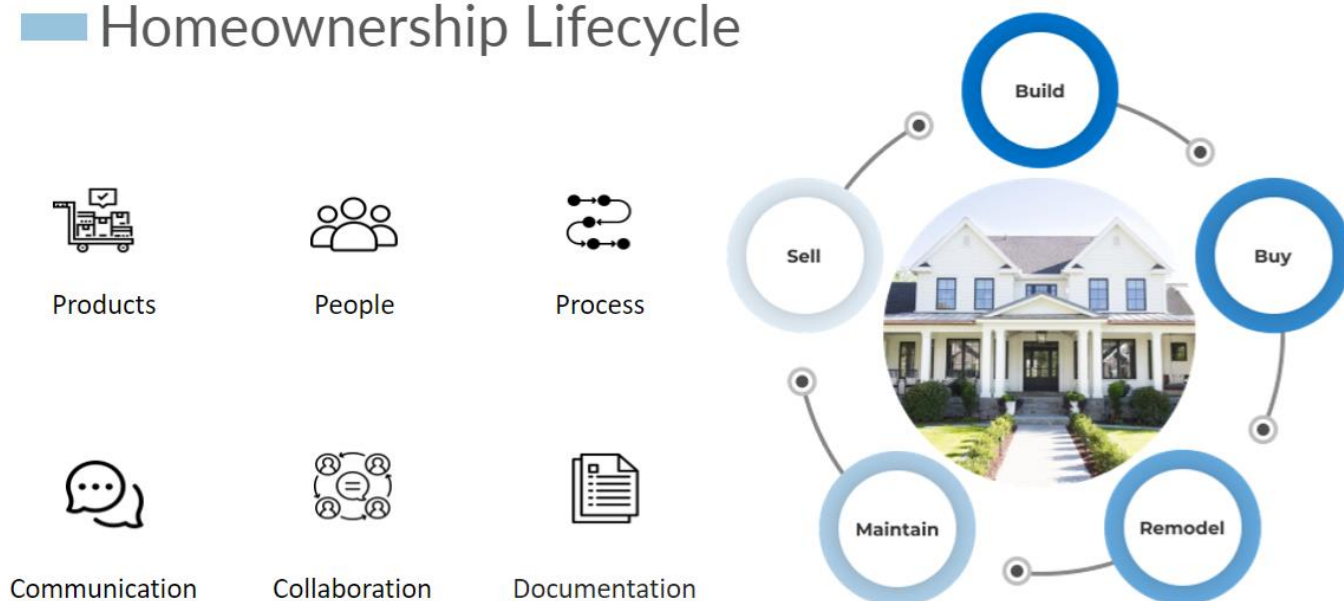 Homeownership Lifecycle
Products
People
Process
Communication
Collaboration
Documentation
Build
Buy
Remodel
Maintain
Sell